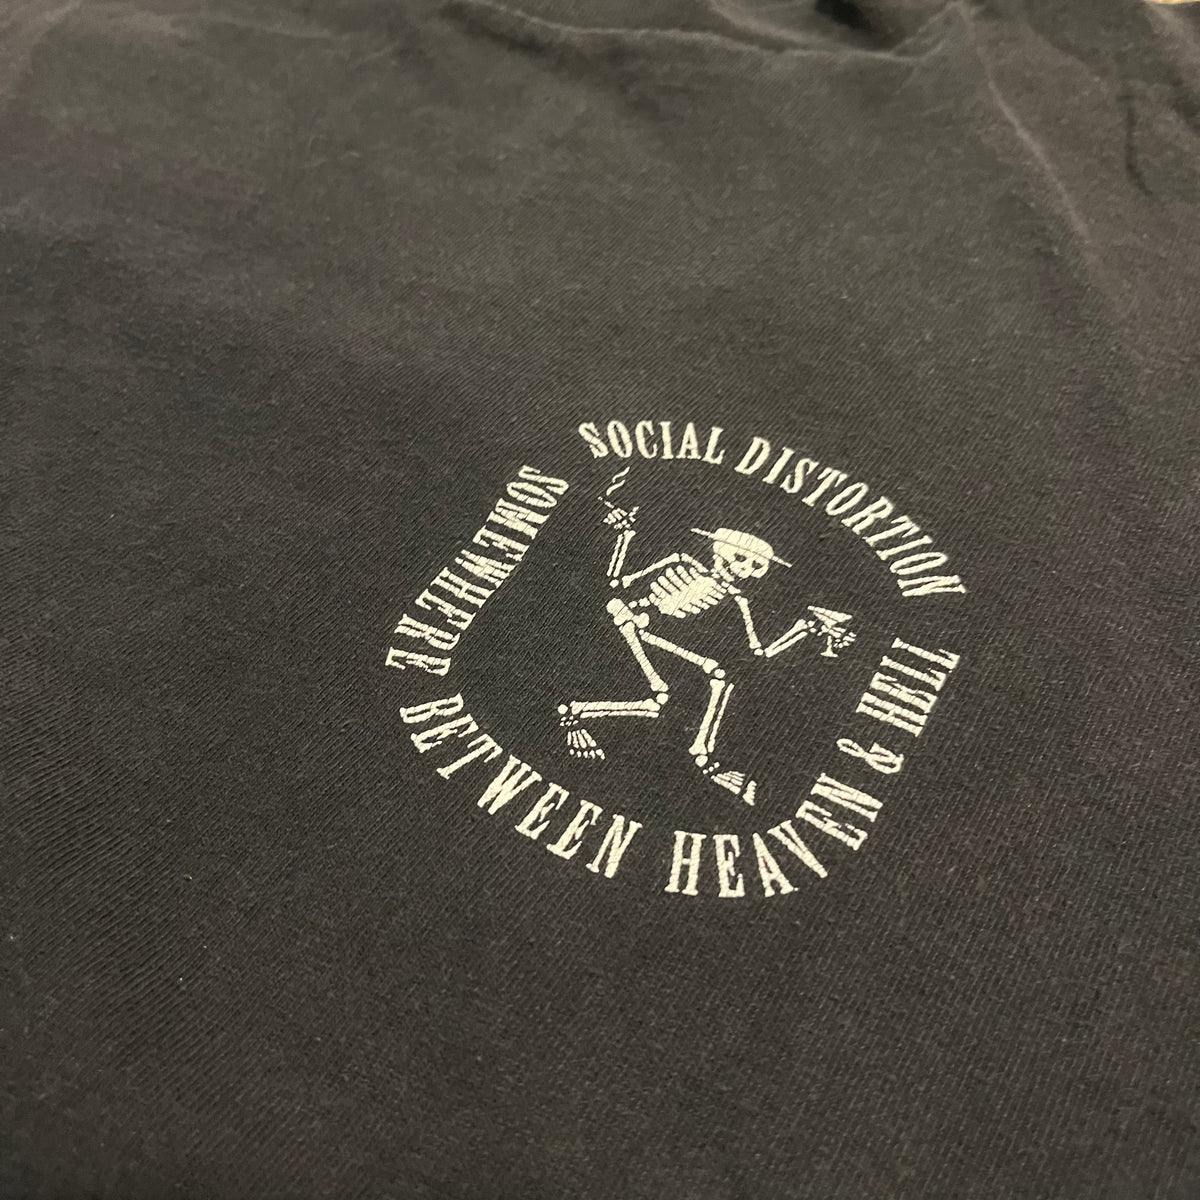 SOCIAL DISTORTION
SOMEWHERE BETWEEN HEAVEN & HELL